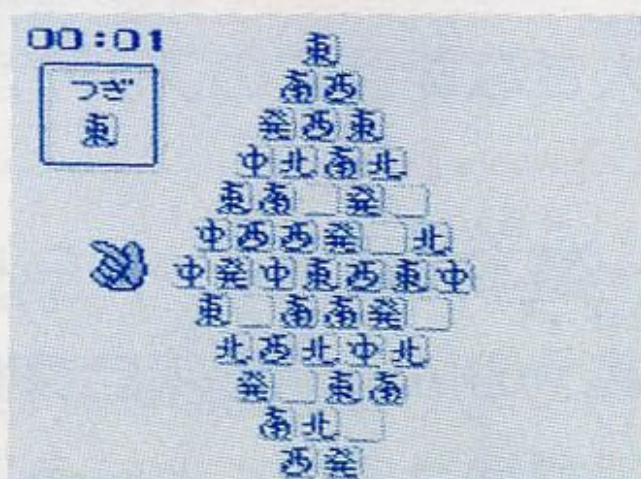 00:01
つぎ
東
東
南西
発西東
中北南北
東南発
中西西発北
中発中東西東中
東南南発
北西北中北
発東南
南北
西発